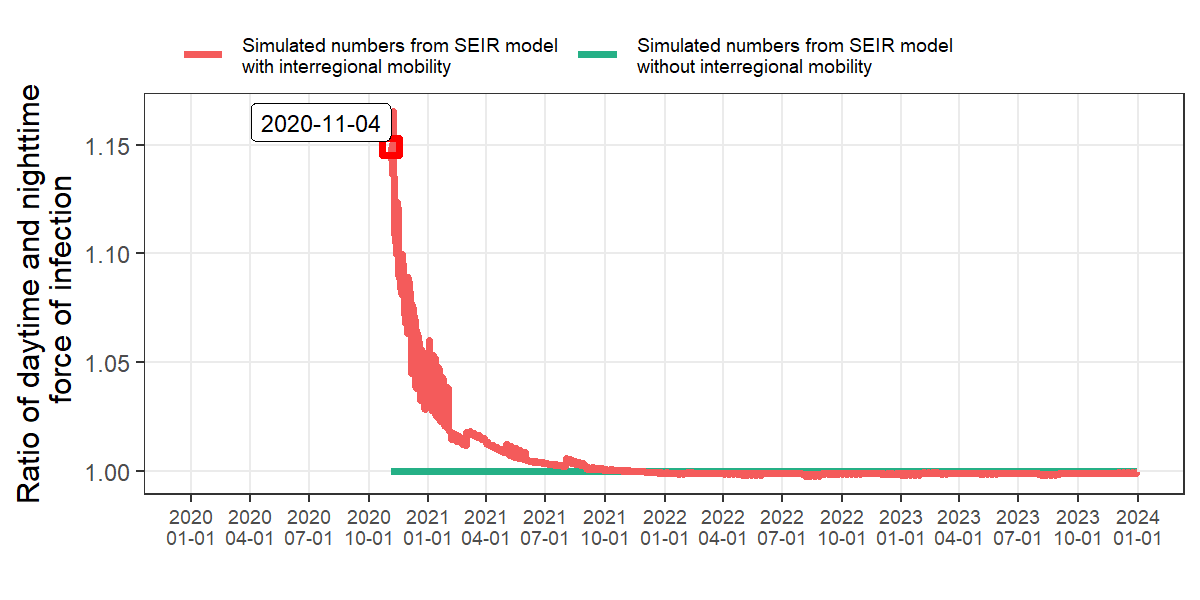 Simulated numbers from SEIR model
with interregional mobility
Simulated numbers from SEIR model
without interregional mobility
Ratio of daytime and nighttime
force of infection
2020-11-04
1.15
1.10
1.05
1.00
2020 2020 2020 2020 2021 2021 2021 2021 2022 2022 2022 2022 2023 2023 2023 2023 2024
01-01 04-01 07-01 10-01 01-01 04-01 07-01 10-01 01-01 04-01 07-01 10-01 01-01 04-01 07-01 10-01 01-01